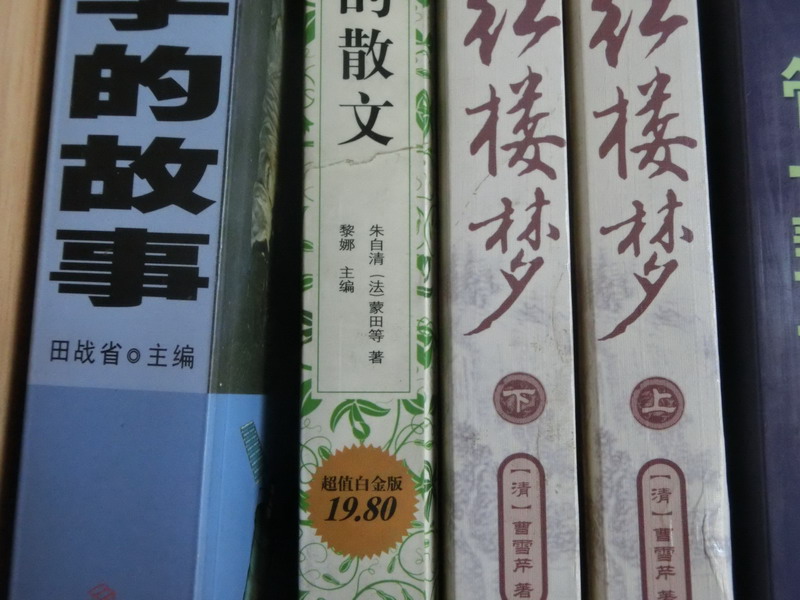 的故事
田战省◎主编
的散文
朱自清(法)蒙田等 著
黎娜 主编
超值白金版
19.80
红楼梦
下
[清]曹雪芹 著
红楼梦
上
[清]曹雪芹 著